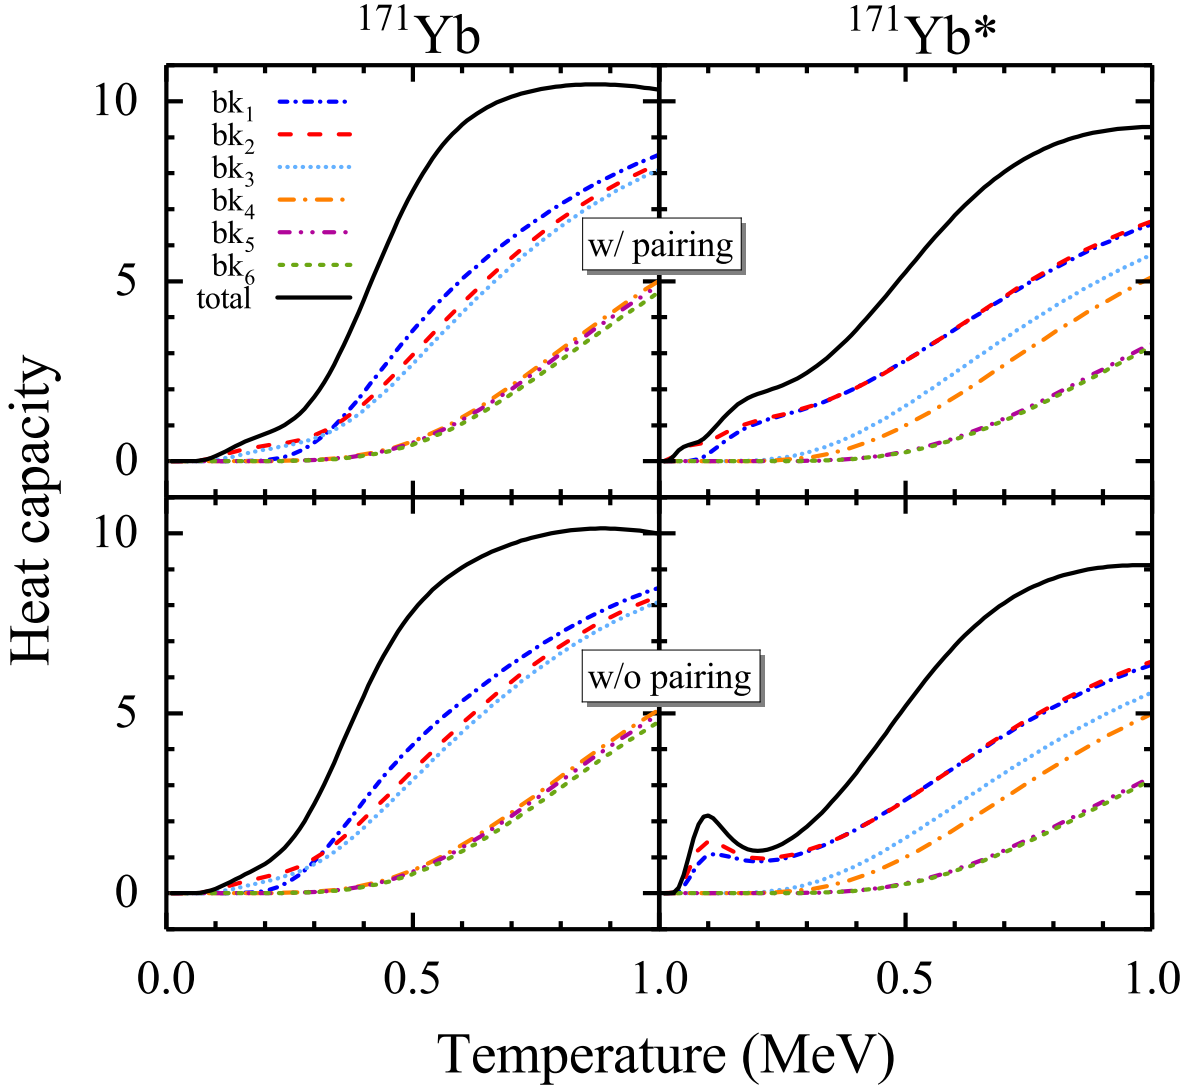 ¹⁷¹Yb ¹⁷¹Yb*
bk₁
bk₂
bk₃
bk₄
bk₅
bk₆
total
w/ pairing
10
5
0
w/o pairing
10
5
0
Heat capacity
0.0 0.5 1.0 0.5 1.0
Temperature (MeV)